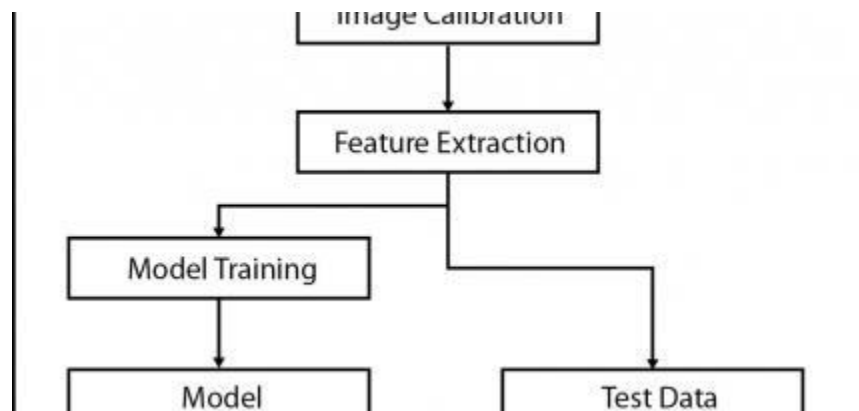 Image Calibration
Feature Extraction
Model Training
Model
Test Data